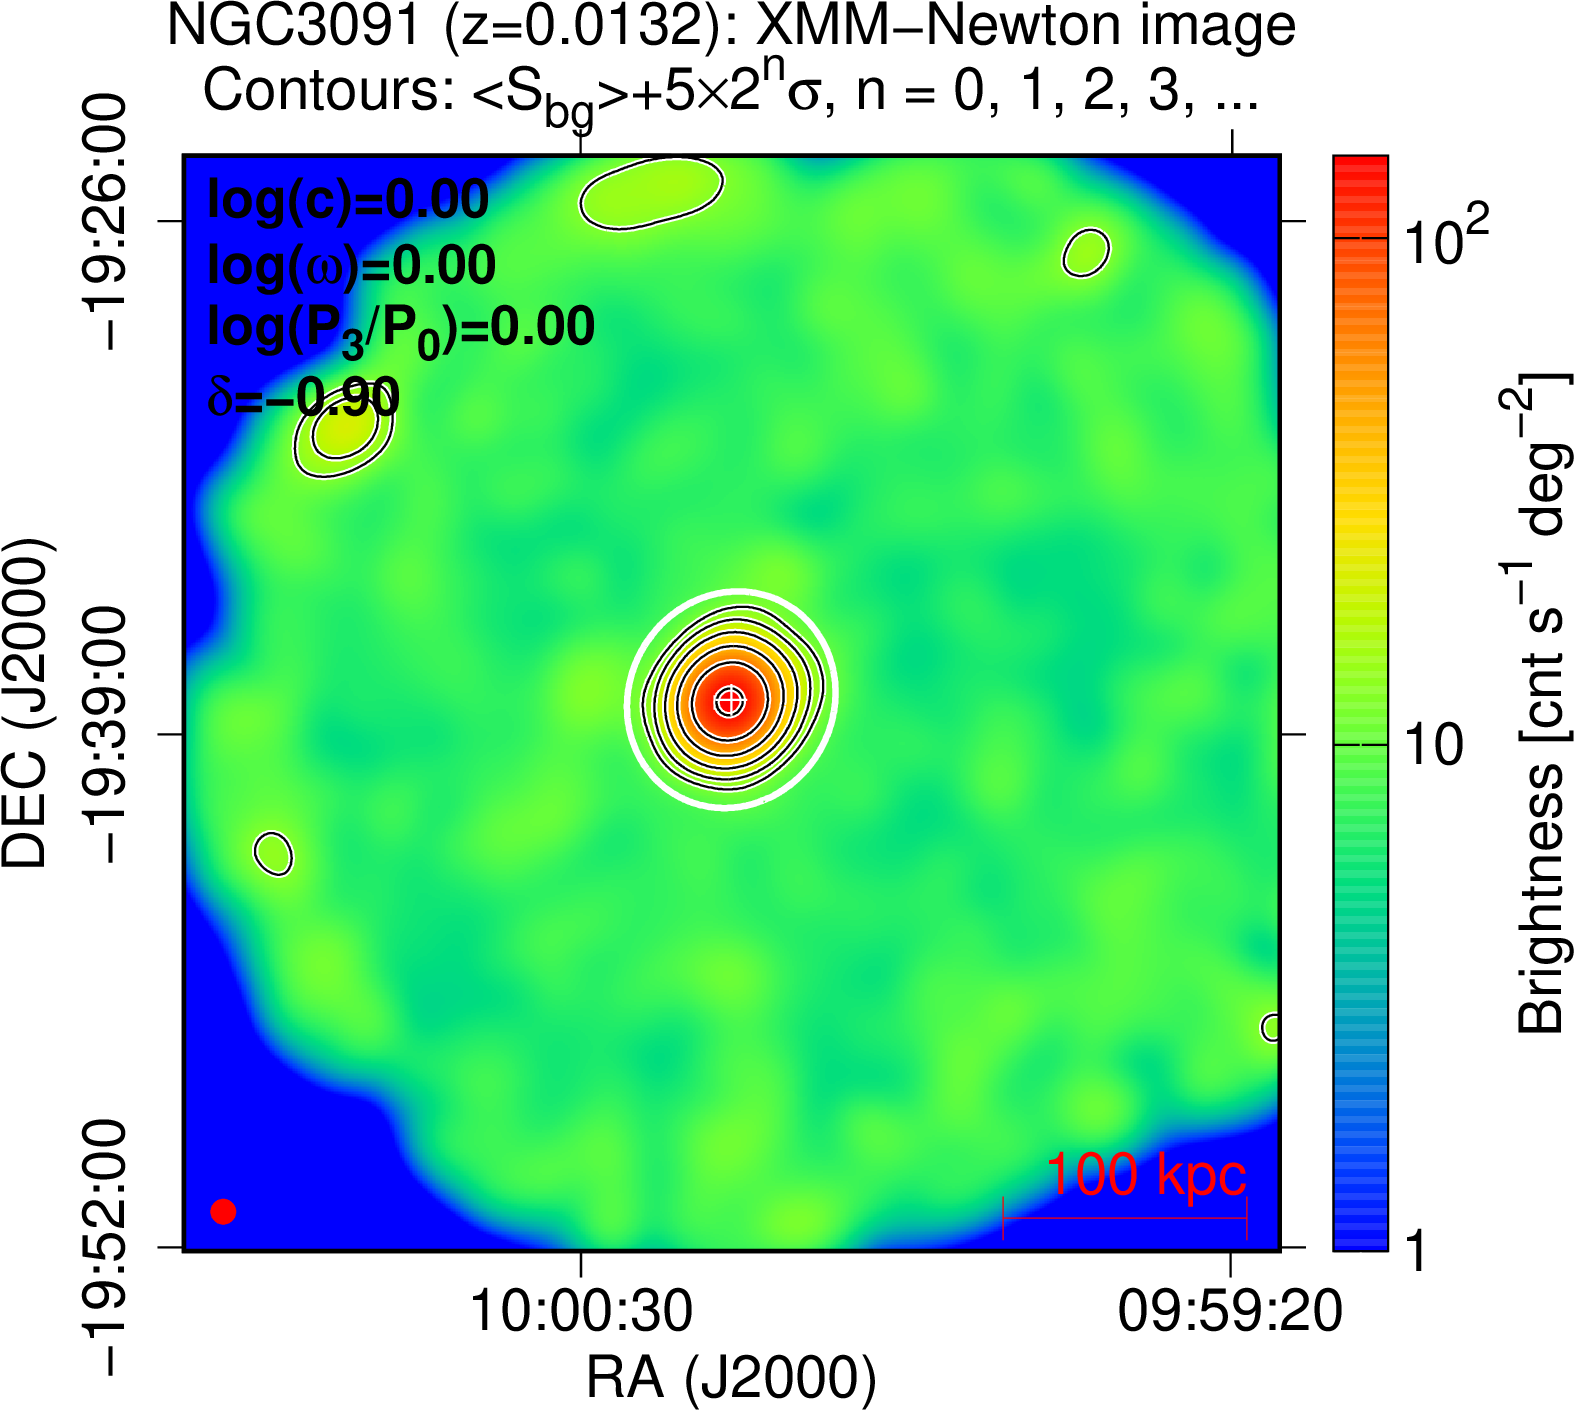 NGC3091 (z=0.0132): XMM−Newton image
Contours: <S_bg>+5×2^nσ, n = 0, 1, 2, 3, ...
log(c)=0.00
log(ω)=0.00
log(P_3/P_0)=0.00
δ=−0.90
−19:26:00
−19:39:00
−19:52:00
DEC (J2000)
100 kpc
10:00:30
09:59:20
RA (J2000)
10^2
10
1
Brightness [cnt s^−1 deg^−2]